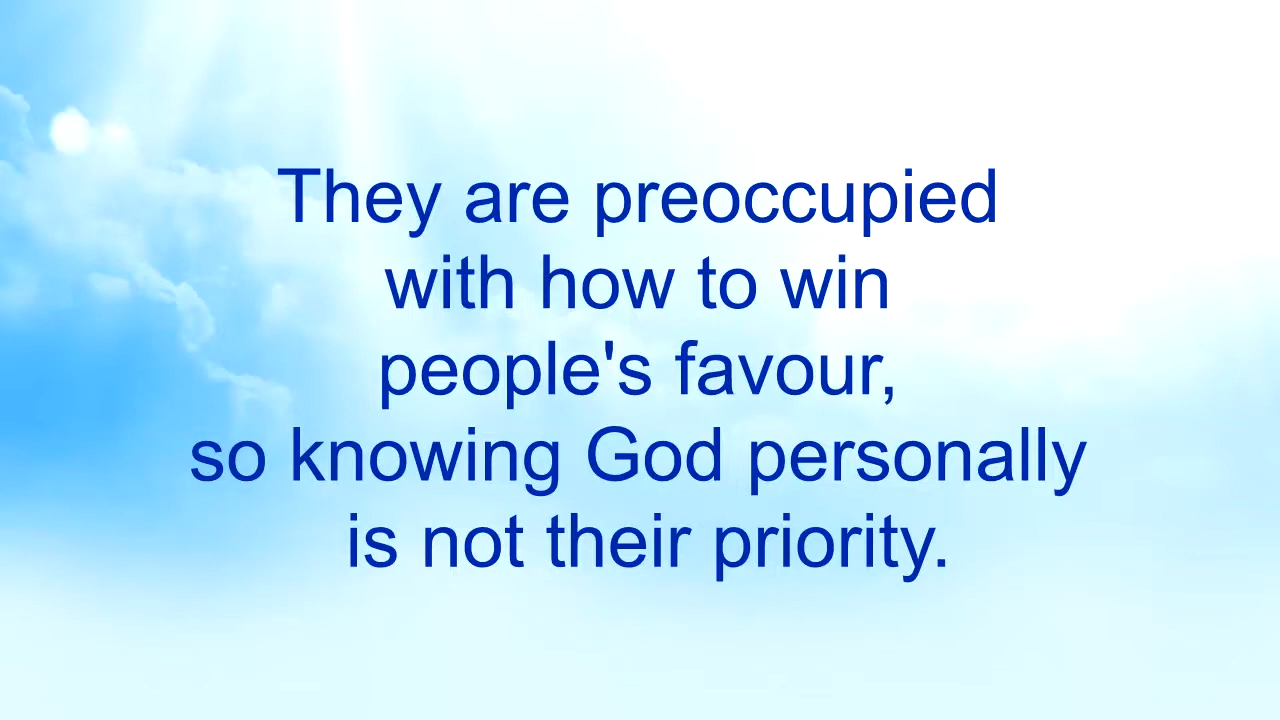 They are preoccupied
with how to win
people's favour,
so knowing God personally
is not their priority.